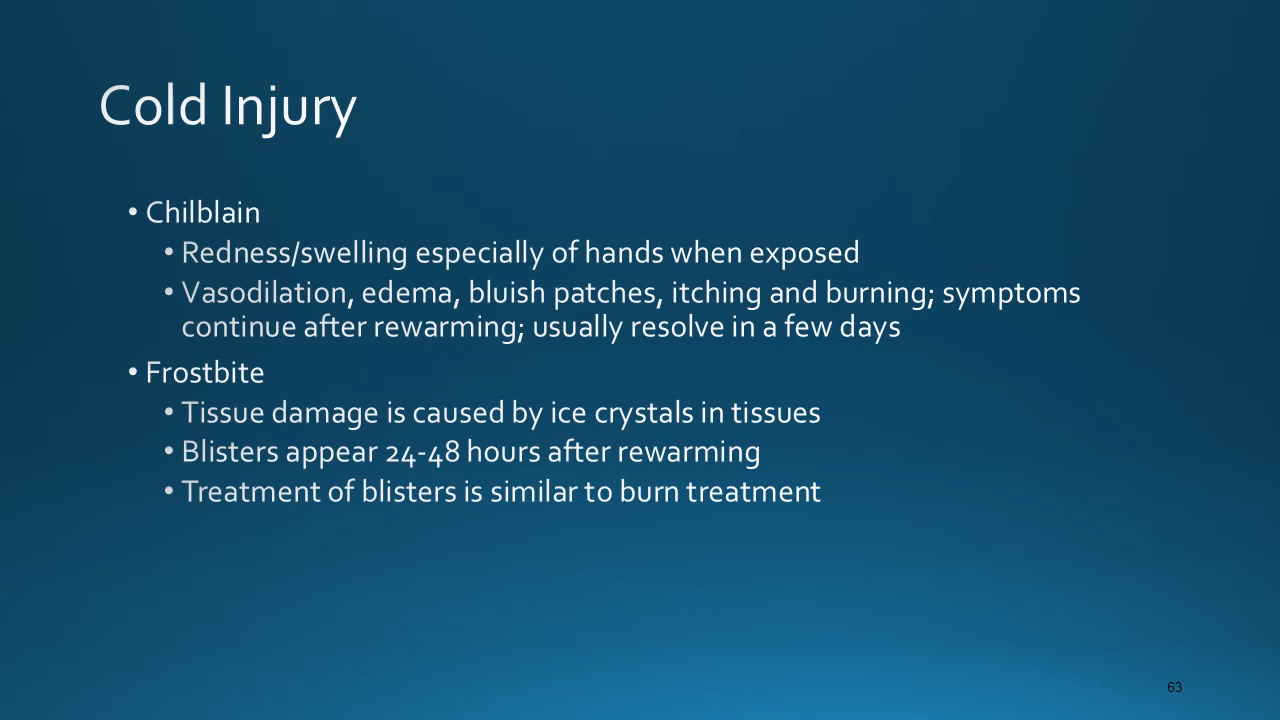 Cold Injury
• Chilblain
• Redness/swelling especially of hands when exposed
• Vasodilation, edema, bluish patches, itching and burning; symptoms
continue after rewarming; usually resolve in a few days
• Frostbite
• Tissue damage is caused by ice crystals in tissues
• Blisters appear 24-48 hours after rewarming
• Treatment of blisters is similar to burn treatment
63